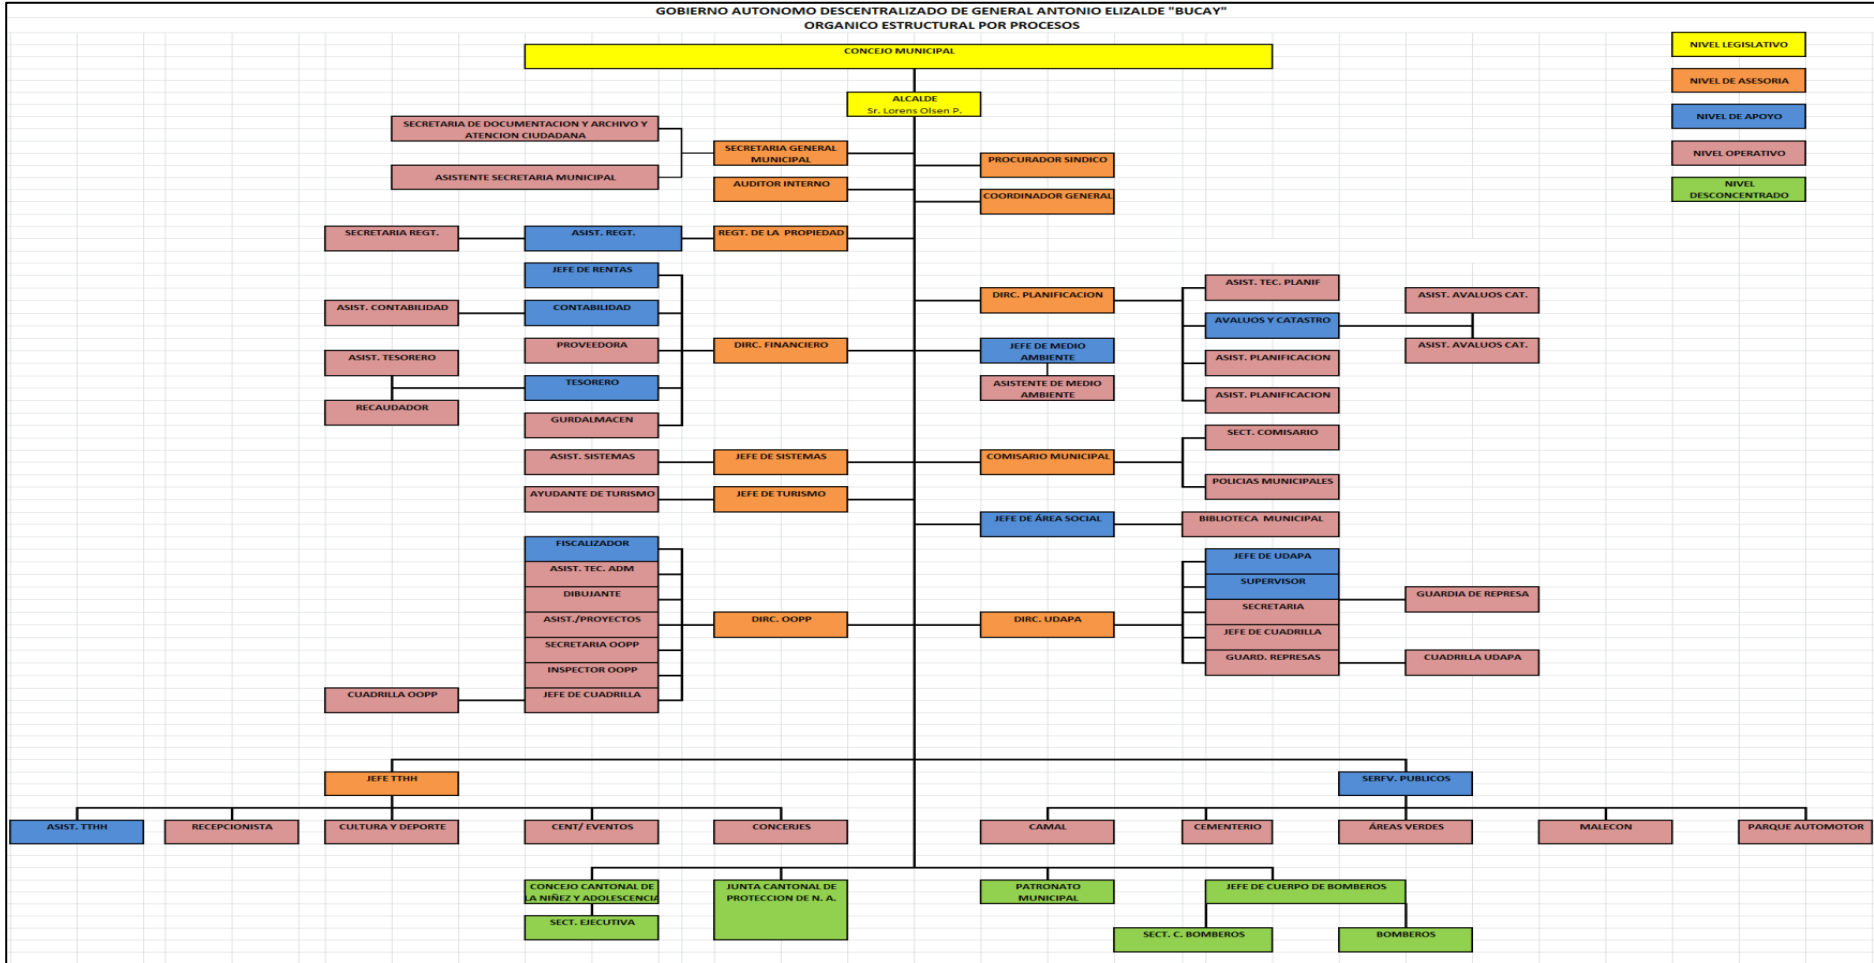 GOBIERNO AUTONOMO DESCENTRALIZADO DE GENERAL ANTONIO ELIZALDE "BUCAY"
ORGANICO ESTRUCTURAL POR PROCESOS
CONCEJO MUNICIPAL
NIVEL LEGISLATIVO
NIVEL DE ASESORIA
NIVEL DE APOYO
NIVEL OPERATIVO
NIVEL
DESCONCENTRADO
ALCALDE
Sr. Lorens Olsen P.
SECRETARIA DE DOCUMENTACION Y ARCHIVO Y
ATENCION CIUDADANA
ASISTENTE SECRETARIA MUNICIPAL
SECRETARIA GENERAL
MUNICIPAL
AUDITOR INTERNO
PROCURADOR SINDICO
COORDINADOR GENERAL
SECRETARIA REGT.
ASIST. REGT.
REGT. DE LA PROPIEDAD
JEFE DE RENTAS
ASIST. CONTABILIDAD
CONTABILIDAD
PROVEEDORA
DIRC. FINANCIERO
ASIST. TESORERO
TESORERO
RECAUDADOR
GURDALMACEN
DIRC. PLANIFICACION
ASIST. TEC. PLANIF
AVALUOS Y CATASTRO
ASIST. AVALUOS CAT.
ASIST. AVALUOS CAT.
ASIST. PLANIFICACION
ASIST. PLANIFICACION
JEFE DE MEDIO
AMBIENTE
ASISTENTE DE MEDIO
AMBIENTE
ASIST. SISTEMAS
JEFE DE SISTEMAS
COMISARIO MUNICIPAL
SECT. COMISARIO
POLICIAS MUNICIPALES
AYUDANTE DE TURISMO
JEFE DE TURISMO
JEFE DE ÁREA SOCIAL
BIBLIOTECA MUNICIPAL
FISCALIZADOR
ASIST. TEC. ADM
DIBUJANTE
ASIST./PROYECTOS
SECRETARIA OOPP
INSPECTOR OOPP
JEFE DE CUADRILLA
CUADRILLA OOPP
DIRC. OOPP
DIRC. UDAPA
JEFE DE UDAPA
SUPERVISOR
SECRETARIA
JEFE DE CUADRILLA
GUARD. REPRESAS
GUARDIA DE REPRESA
CUADRILLA UDAPA
JEFE TTHH
SERFV. PUBLICOS
ASIST. TTHH
RECEPCIONISTA
CULTURA Y DEPORTE
CENT/ EVENTOS
CONCERJES
CAMAL
CEMENTERIO
ÁREAS VERDES
MALECON
PARQUE AUTOMOTOR
CONCEJO CANTONAL DE
LA NIÑEZ Y ADOLESCENCIA
SECT. EJECUTIVA
JUNTA CANTONAL DE
PROTECCION DE N. A.
PATRONATO
MUNICIPAL
JEFE DE CUERPO DE BOMBEROS
SECT. C. BOMBEROS
BOMBEROS